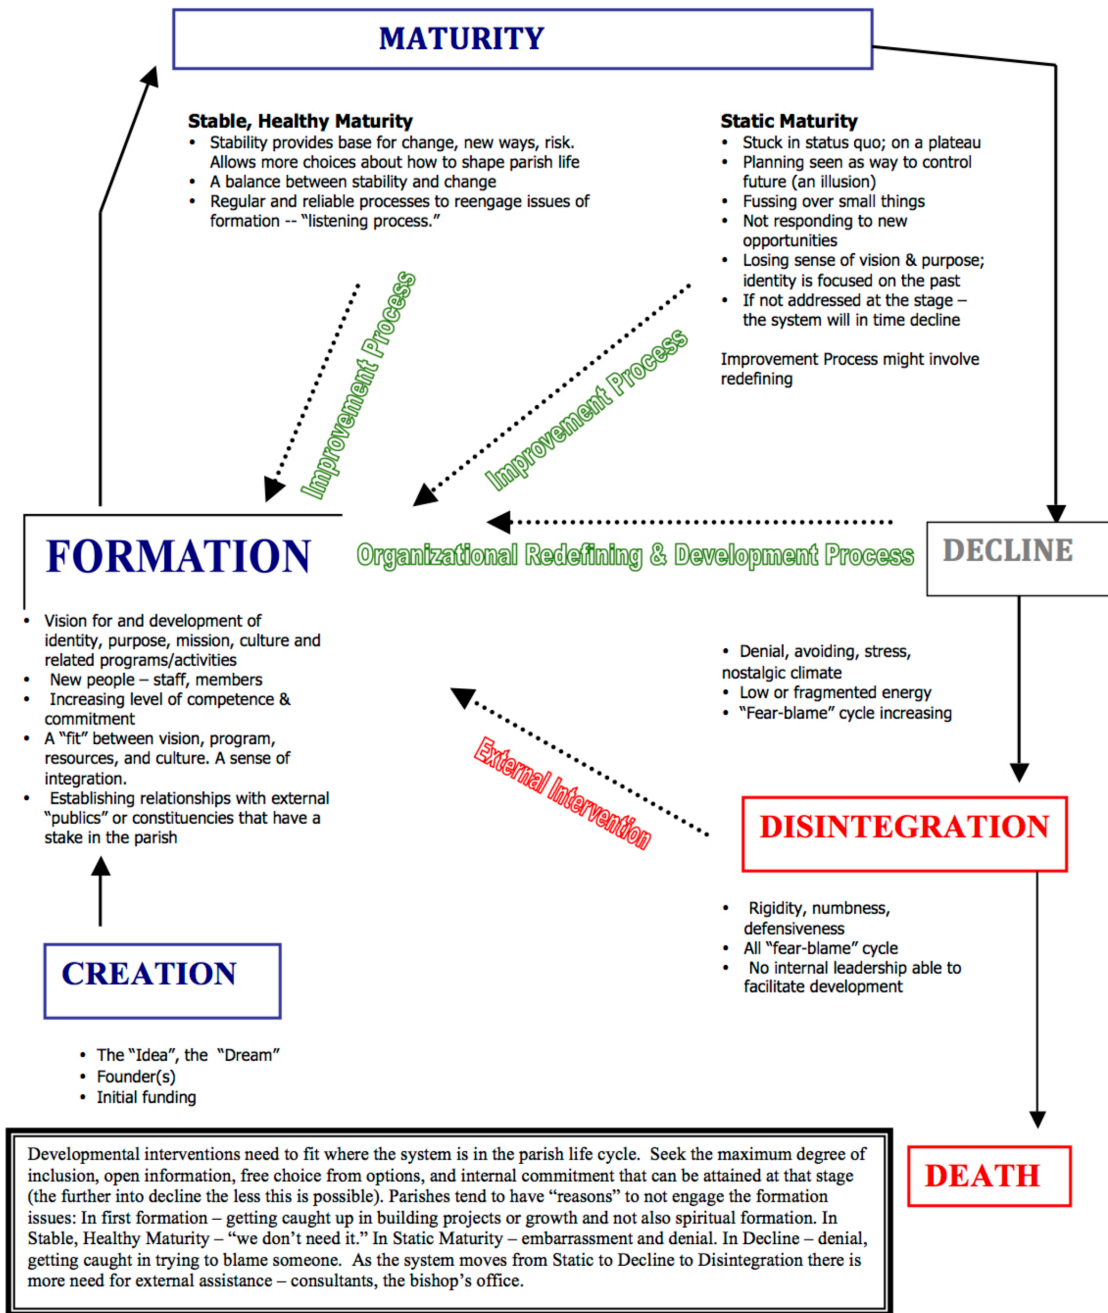 MATURITY
Stable, Healthy Maturity
• Stability provides base for change, new ways, risk.
Allows more choices about how to shape parish life
• A balance between stability and change
• Regular and reliable processes to reengage issues of
formation -- “listening process.”
Static Maturity
• Stuck in status quo; on a plateau
• Planning seen as way to control
future (an illusion)
• Fussing over small things
• Not responding to new
opportunities
• Losing sense of vision & purpose;
identity is focused on the past
• If not addressed at the stage –
the system will in time decline
Improvement Process might involve
redefining
Improvement Process
Improvement Process
FORMATION
Organizational Redefining & Development Process
DECLINE
• Vision for and development of
identity, purpose, mission, culture and
related programs/activities
• New people – staff, members
• Increasing level of competence &
commitment
• A “fit” between vision, program,
resources, and culture. A sense of
integration.
• Establishing relationships with external
“publics” or constituencies that have a
stake in the parish
• Denial, avoiding, stress,
nostalgic climate
• Low or fragmented energy
• “Fear-blame” cycle increasing
External Intervention
DISINTEGRATION
• Rigidity, numbness,
defensiveness
• All “fear-blame” cycle
• No internal leadership able to
facilitate development
CREATION
• The “Idea”, the “Dream”
• Founder(s)
• Initial funding
Developmental interventions need to fit where the system is in the parish life cycle. Seek the maximum degree of
inclusion, open information, free choice from options, and internal commitment that can be attained at that stage
(the further into decline the less this is possible). Parishes tend to have “reasons” to not engage the formation
issues: In first formation – getting caught up in building projects or growth and not also spiritual formation. In
Stable, Healthy Maturity – “we don’t need it.” In Static Maturity – embarrassment and denial. In Decline – denial,
getting caught in trying to blame someone. As the system moves from Static to Decline to Disintegration there is
more need for external assistance – consultants, the bishop’s office.
DEATH